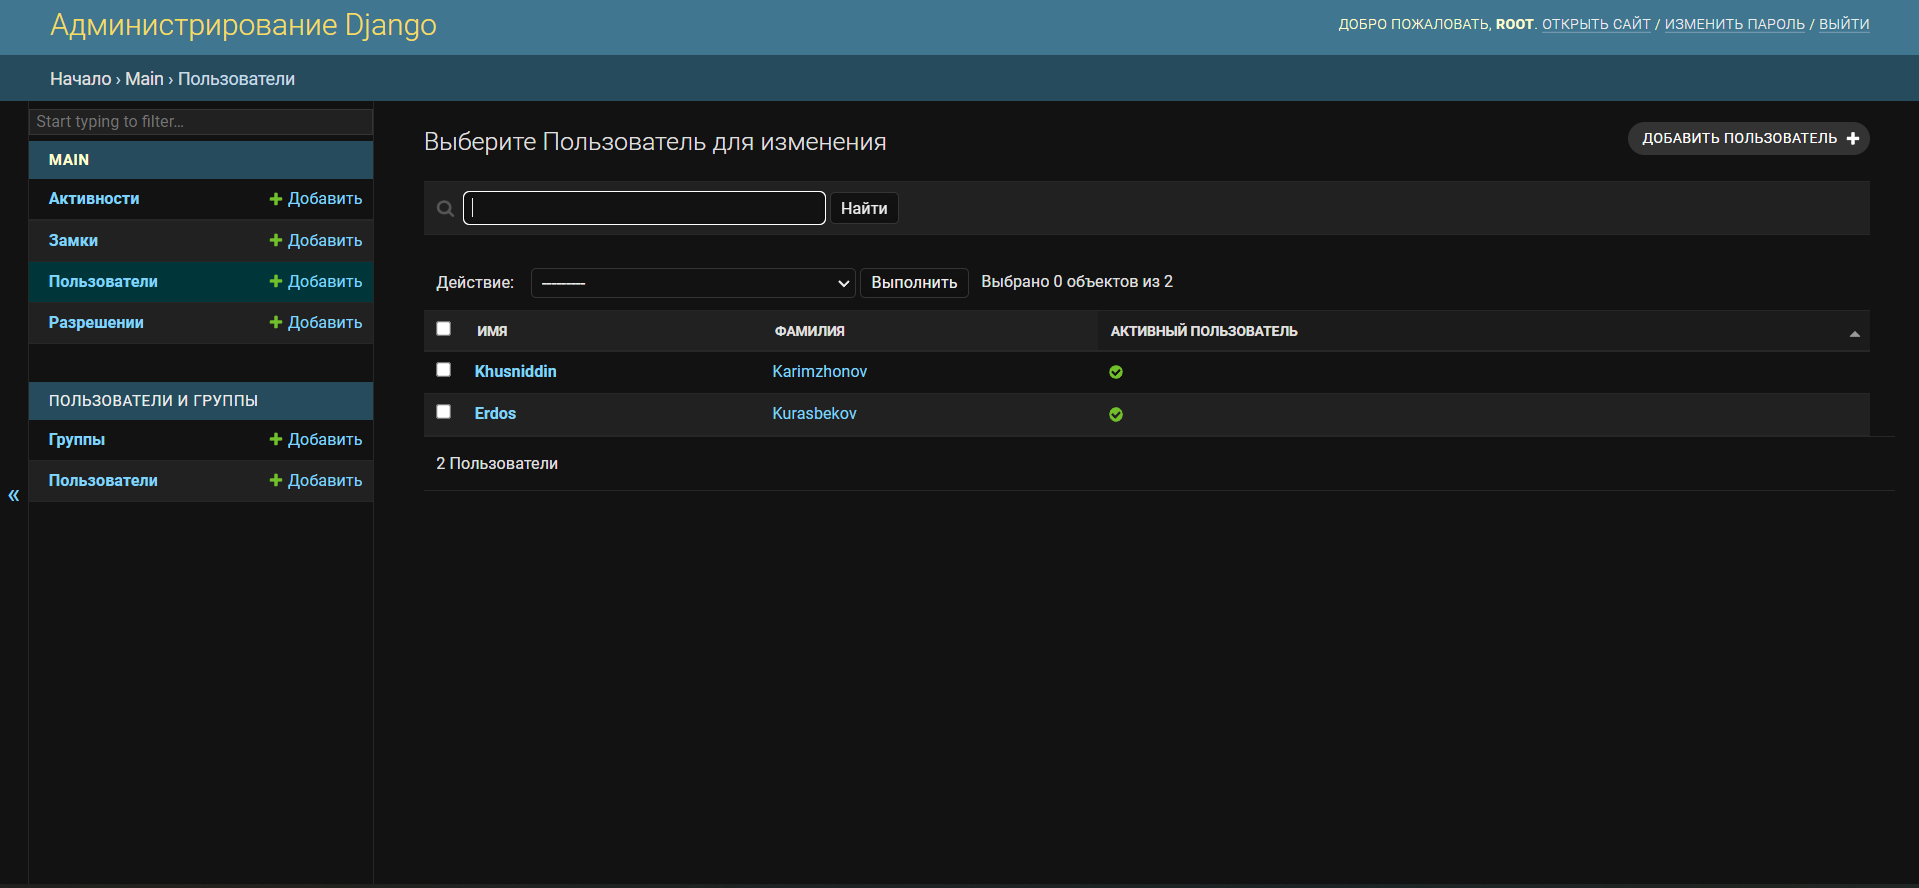 Администрирование Django
ДОБРО ПОЖАЛОВАТЬ, ROOT. ОТКРЫТЬ САЙТ / ИЗМЕНИТЬ ПАРОЛЬ / ВЫЙТИ
Начало › Main › Пользователи
Start typing to filter...
MAIN
Активности Добавить
Замки Добавить
Пользователи Добавить
Разрешении Добавить
ПОЛЬЗОВАТЕЛИ И ГРУППЫ
Группы Добавить
Пользователи Добавить
«
Выберите Пользователь для изменения
ДОБАВИТЬ ПОЛЬЗОВАТЕЛЬ
Найти
Действие: --------- Выполнить Выбрано 0 объектов из 2
ИМЯ ФАМИЛИЯ АКТИВНЫЙ ПОЛЬЗОВАТЕЛЬ
Khusniddin Karimzhonov
Erdos Kurasbekov
2 Пользователи